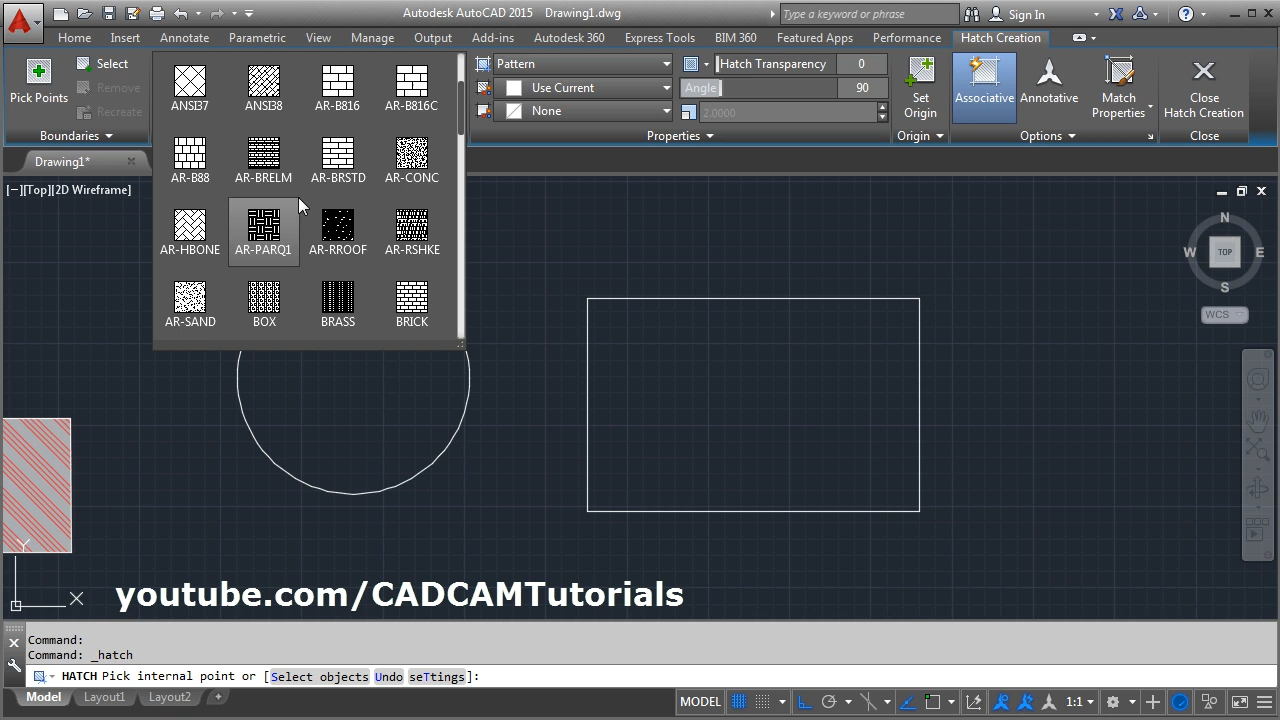 Autodesk AutoCAD 2015 Drawing1.dwg
Type a keyword or phrase
Sign In
Home Insert Annotate Parametric View Manage Output Add-ins Autodesk 360 Express Tools BIM 360 Featured Apps Performance Hatch Creation
Pick Points
Select
Remove
Recreate
Boundaries
ANSI37 ANSI38 AR-B816 AR-B816C
AR-B88 AR-BRELM AR-BRSTD AR-CONC
AR-HBONE AR-PARQ1 AR-RROOF AR-RSHKE
AR-SAND BOX BRASS BRICK
Pattern
Use Current
None
Hatch Transparency 0
Angle 90
2.0000
Properties
Set
Origin
Origin
Associative
Annotative
Match
Properties
Options
Close
Hatch Creation
Close
Drawing1*
[−][Top][2D Wireframe]
N
W TOP E
S
WCS
Y
X
youtube.com/CADCAMTutorials
Command:
Command: _hatch
HATCH Pick internal point or [Select objects Undo seTtings]:
Model Layout1 Layout2 +
MODEL 1:1